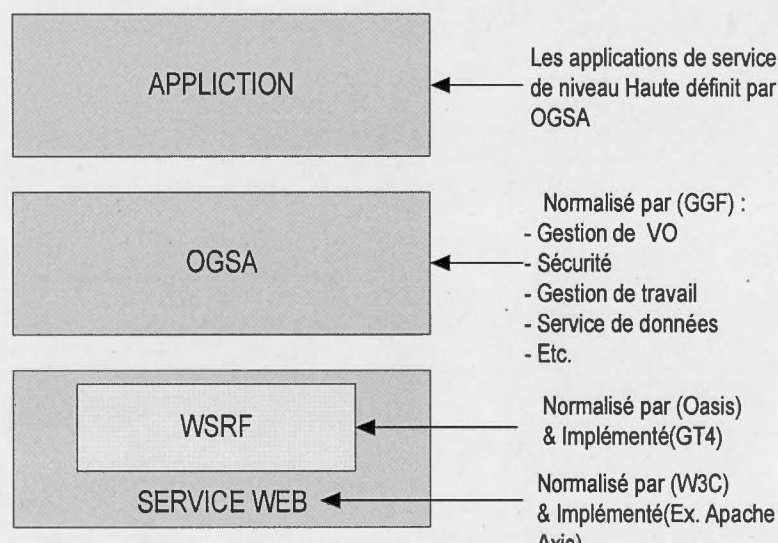 APPLICTION
Les applications de service
de niveau Haute définit par
OGSA
OGSA
Normalisé par (GGF) :
- Gestion de VO
- Sécurité
- Gestion de travail
- Service de données
- Etc.
WSRF
Normalisé par (Oasis)
& Implémenté(GT4)
SERVICE WEB
Normalisé par (W3C)
& Implémenté(Ex. Apache
Axis)